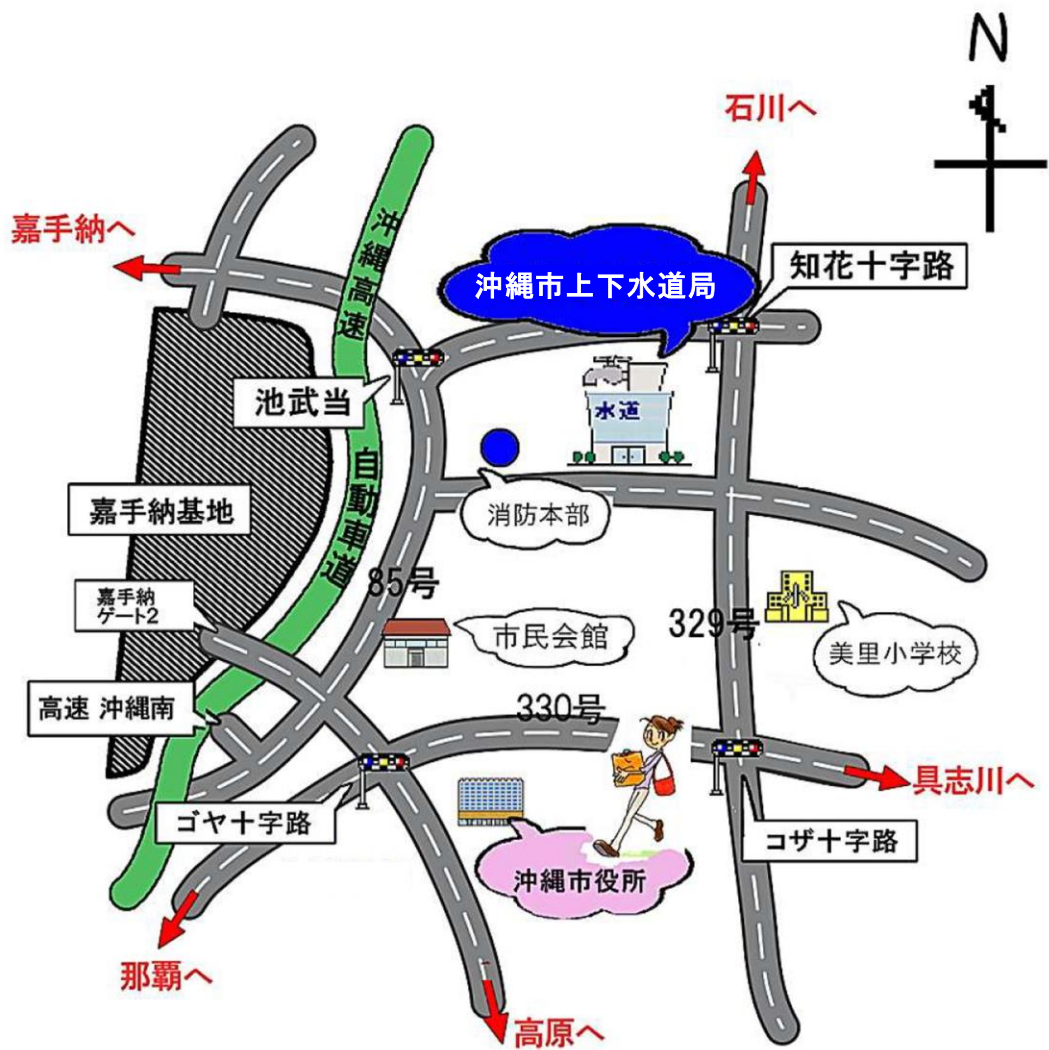 N
石川へ
嘉手納へ
沖縄高速
沖縄市上下水道局
知花十字路
池武当
水道
自動車道
嘉手納基地
消防本部
85号
嘉手納
ゲート2
329号
小
市民会館
美里小学校
高速 沖縄南
330号
具志川へ
ゴヤ十字路
コザ十字路
沖縄市役所
那覇へ
高原へ